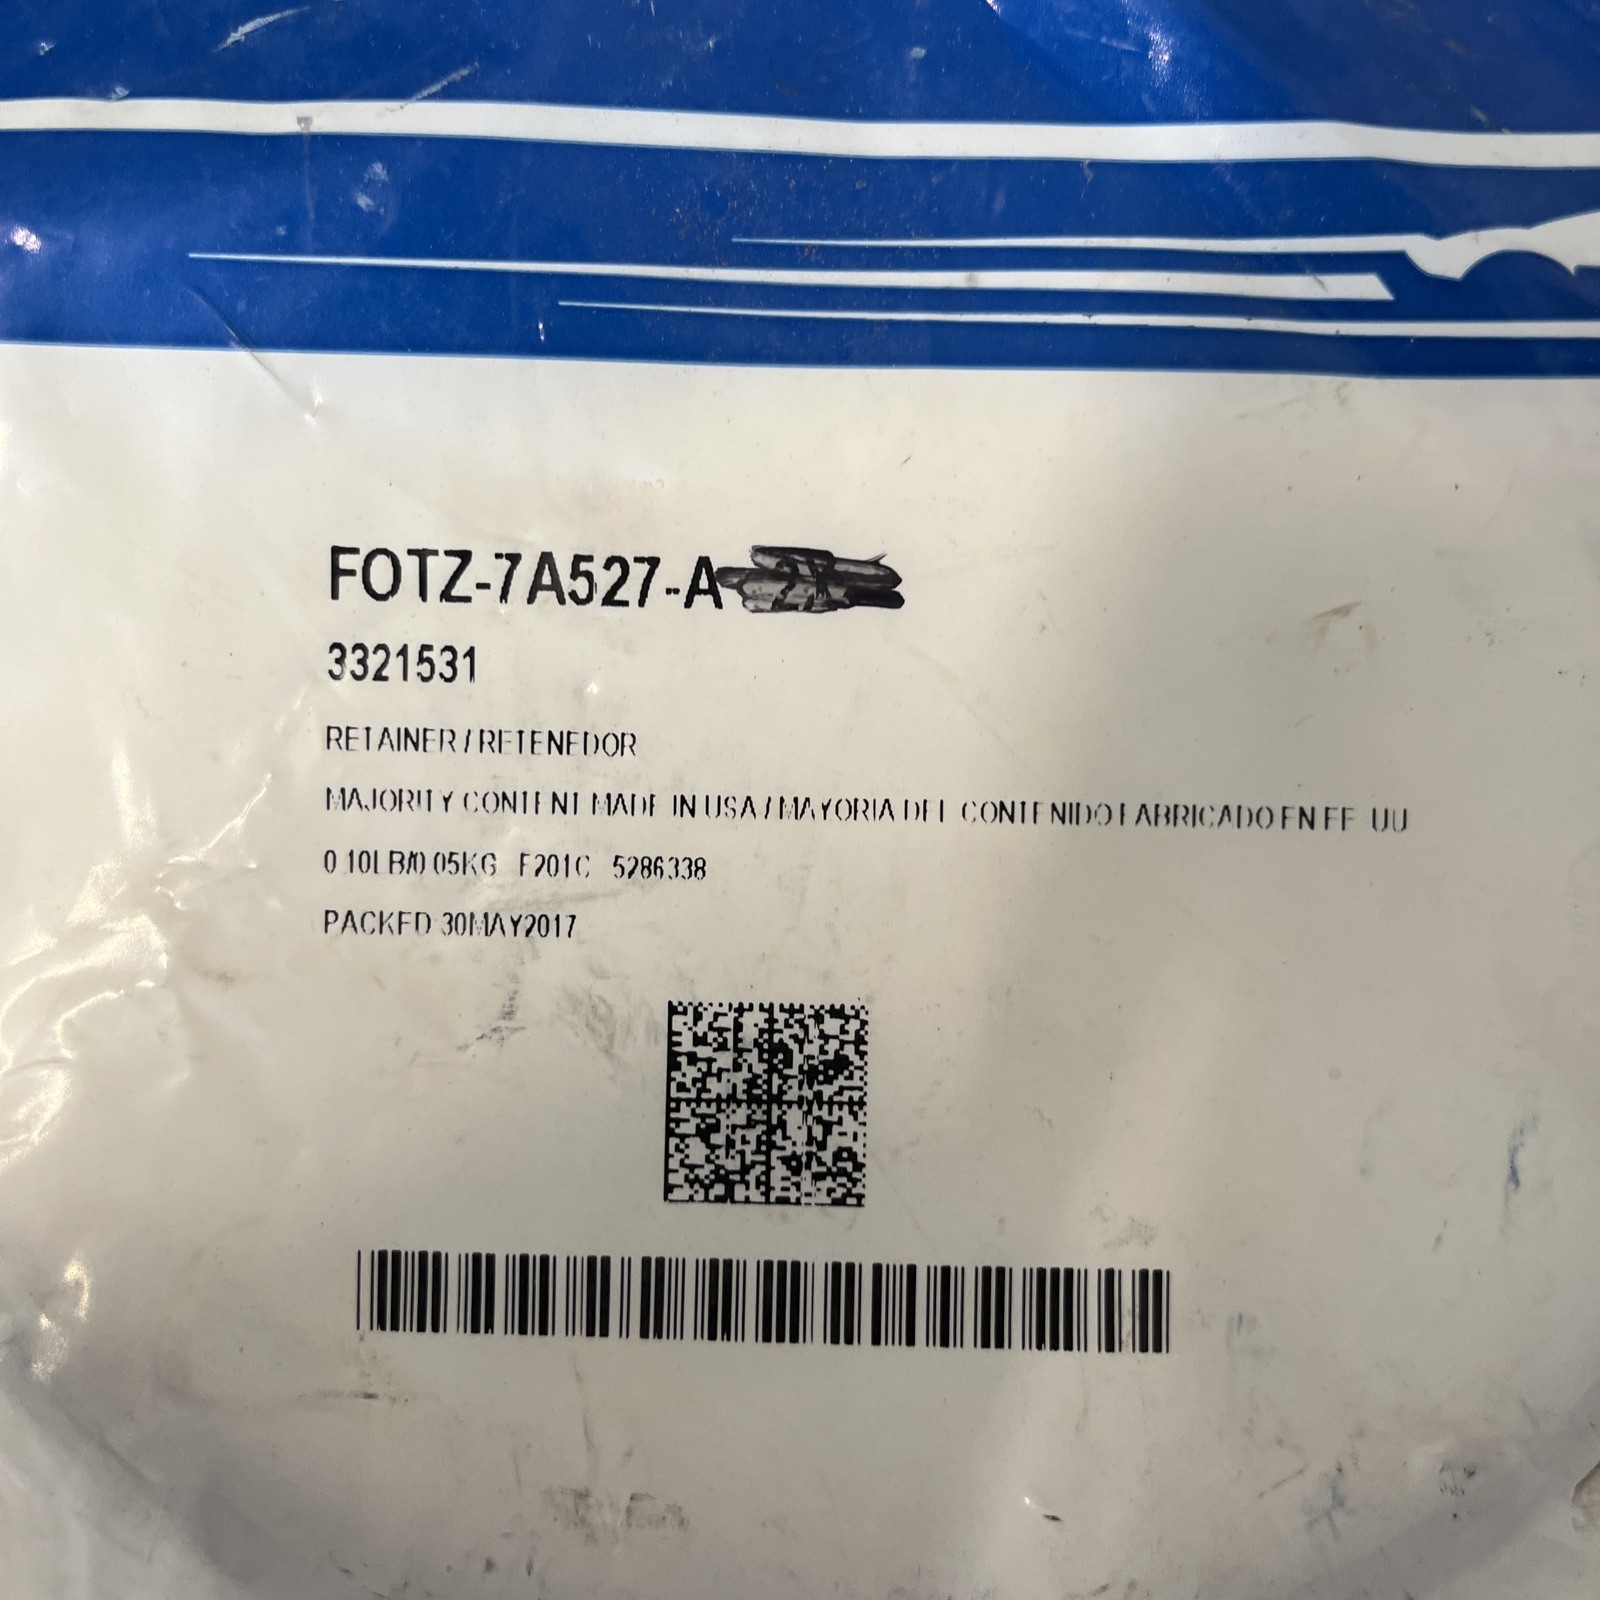 FOTZ-7A527-A
3321531
RETAINER / RETENEDOR
MAJORITY CONTENT MADE IN USA / MAYORIA DEL CONTENIDO FABRICADO EN EE UU
0 10LB/0 05KG F201C 5286338
PACKED 30MAY2017